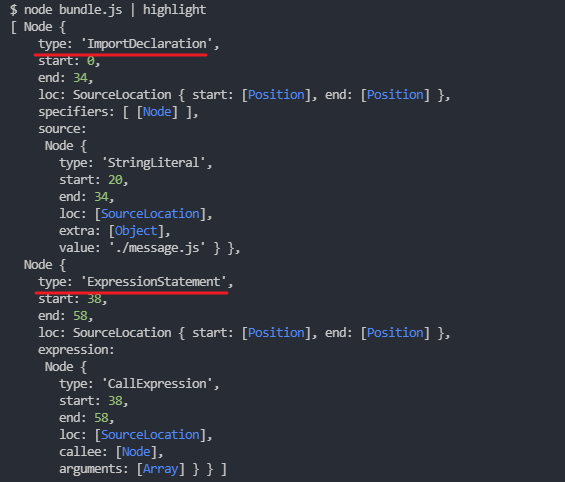 $ node bundle.js | highlight
[ Node {
    type: 'ImportDeclaration',
    start: 0,
    end: 34,
    loc: SourceLocation { start: [Position], end: [Position] },
    specifiers: [ [Node] ],
    source:
     Node {
       type: 'StringLiteral',
       start: 20,
       end: 34,
       loc: [SourceLocation],
       extra: [Object],
       value: './message.js' } },
  Node {
    type: 'ExpressionStatement',
    start: 38,
    end: 58,
    loc: SourceLocation { start: [Position], end: [Position] },
    expression:
     Node {
       type: 'CallExpression',
       start: 38,
       end: 58,
       loc: [SourceLocation],
       callee: [Node],
       arguments: [Array] } } ]